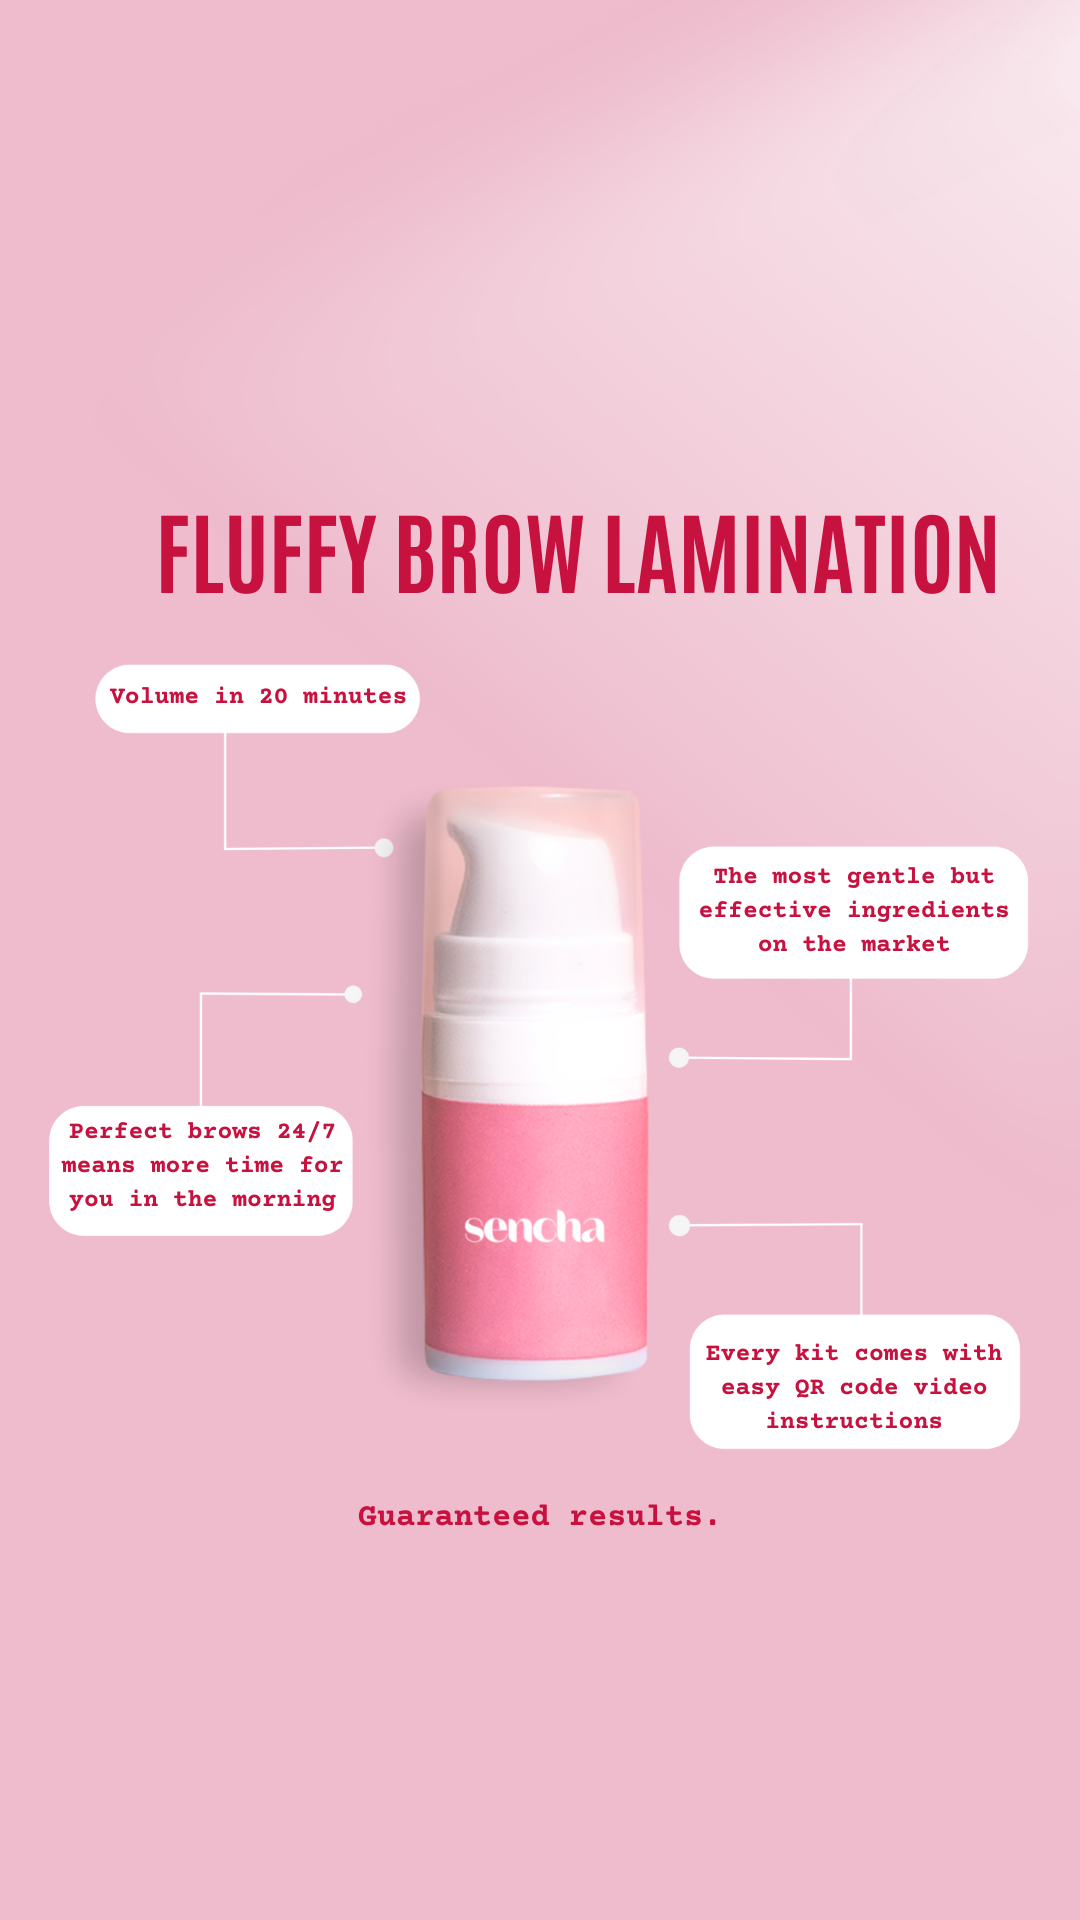 FLUFFY BROW LAMINATION
Volume in 20 minutes
The most gentle but
effective ingredients
on the market
Perfect brows 24/7
means more time for
you in the morning
sencha
Every kit comes with
easy QR code video
instructions
Guaranteed results.